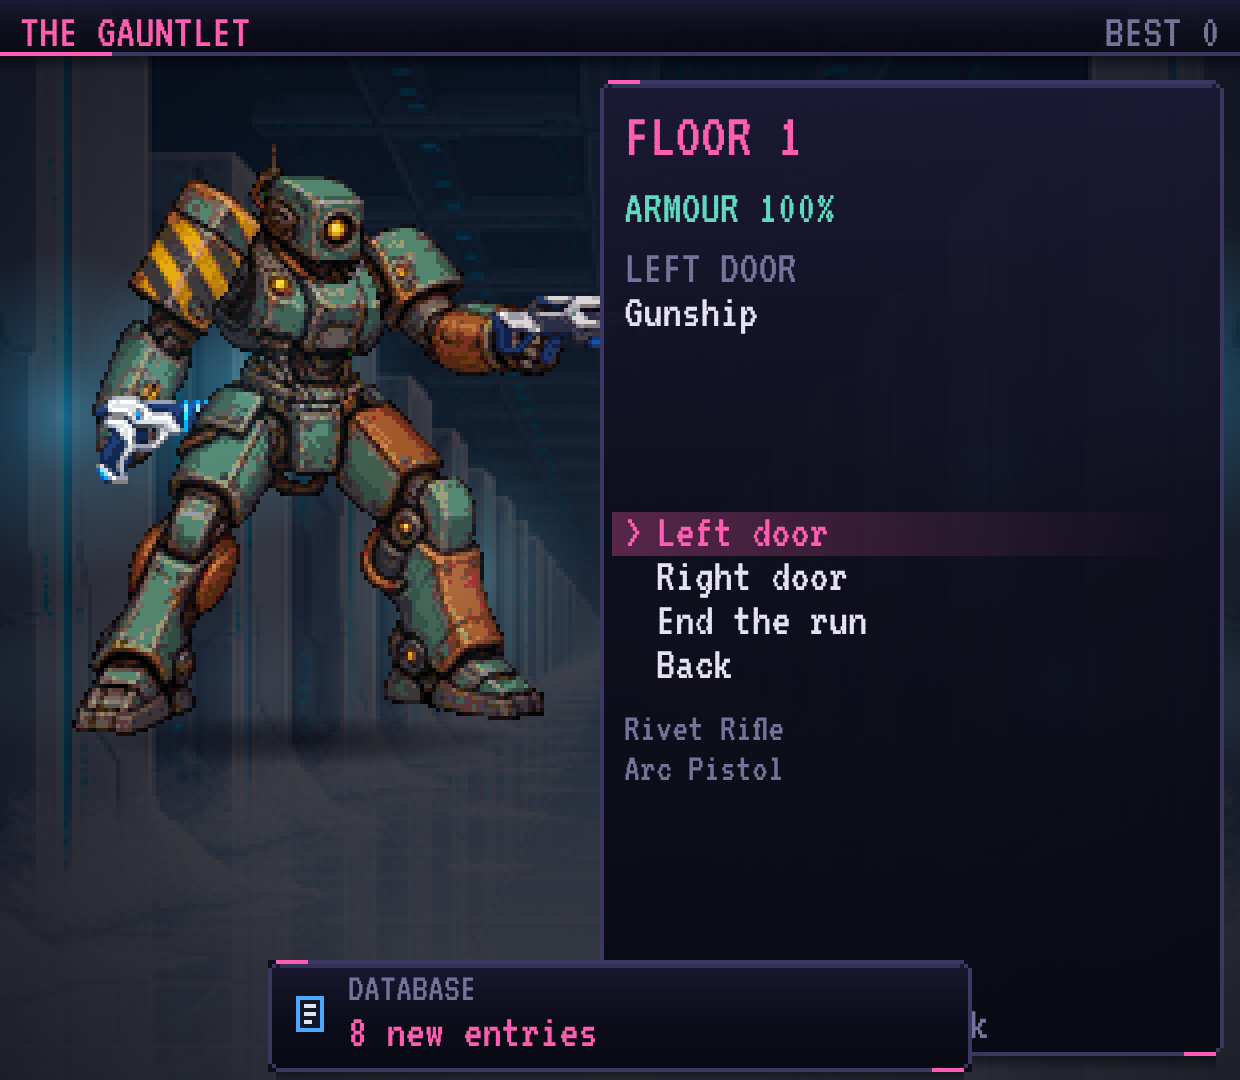 THE GAUNTLET
BEST 0
FLOOR 1
ARMOUR 100%
LEFT DOOR
Gunship
> Left door
Right door
End the run
Back
Rivet Rifle
Arc Pistol
DATABASE
8 new entries